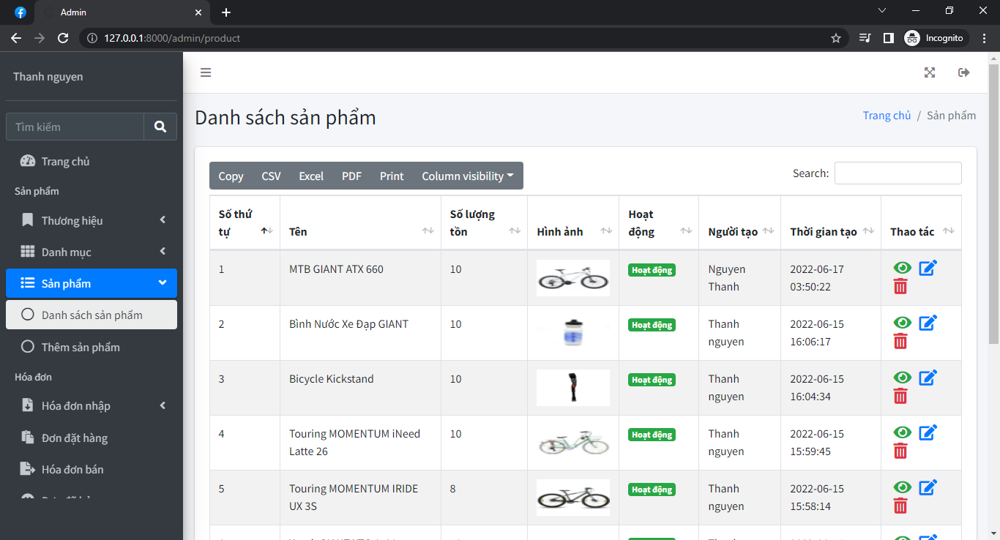 Admin
127.0.0.1:8000/admin/product
Incognito
Thanh nguyen
Tìm kiếm
Trang chủ
Sản phẩm
Thương hiệu
Danh mục
Sản phẩm
Danh sách sản phẩm
Thêm sản phẩm
Hóa đơn
Hóa đơn nhập
Đơn đặt hàng
Hóa đơn bán
Danh sách sản phẩm
Trang chủ / Sản phẩm
Copy CSV Excel PDF Print Column visibility
Search:
Số thứ
tự
Tên
Số lượng
tồn
Hình ảnh
Hoạt
động
Người tạo
Thời gian tạo
Thao tác
1
MTB GIANT ATX 660
10
Hoạt động
Nguyen
Thanh
2022-06-17
03:50:22
2
Bình Nước Xe Đạp GIANT
10
Hoạt động
Thanh
nguyen
2022-06-15
16:06:17
3
Bicycle Kickstand
10
Hoạt động
Thanh
nguyen
2022-06-15
16:04:34
4
Touring MOMENTUM iNeed
Latte 26
10
Hoạt động
Thanh
nguyen
2022-06-15
15:59:45
5
Touring MOMENTUM IRIDE
UX 3S
8
Hoạt động
Thanh
nguyen
2022-06-15
15:58:14